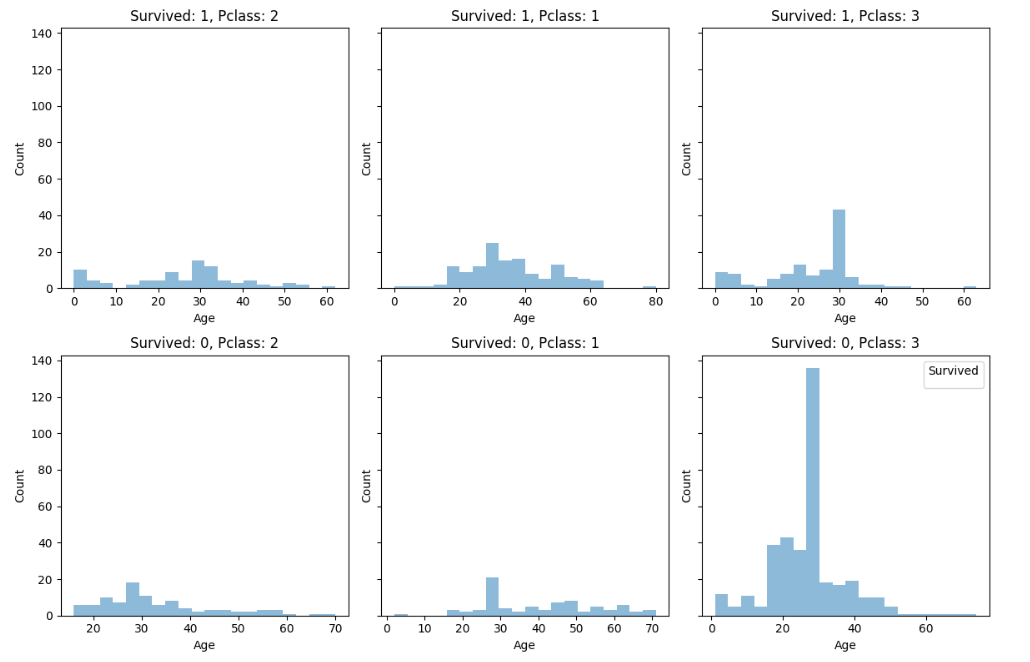 Survived: 1, Pclass: 2
140
120
100
80
60
40
20
0
Count
0 10 20 30 40 50 60
Age
Survived: 1, Pclass: 1
Count
0 20 40 60 80
Age
Survived: 1, Pclass: 3
Count
0 10 20 30 40 50 60
Age
Survived: 0, Pclass: 2
140
120
100
80
60
40
20
0
Count
20 30 40 50 60 70
Age
Survived: 0, Pclass: 1
Count
0 10 20 30 40 50 60 70
Age
Survived: 0, Pclass: 3
Survived
Count
0 20 40 60
Age